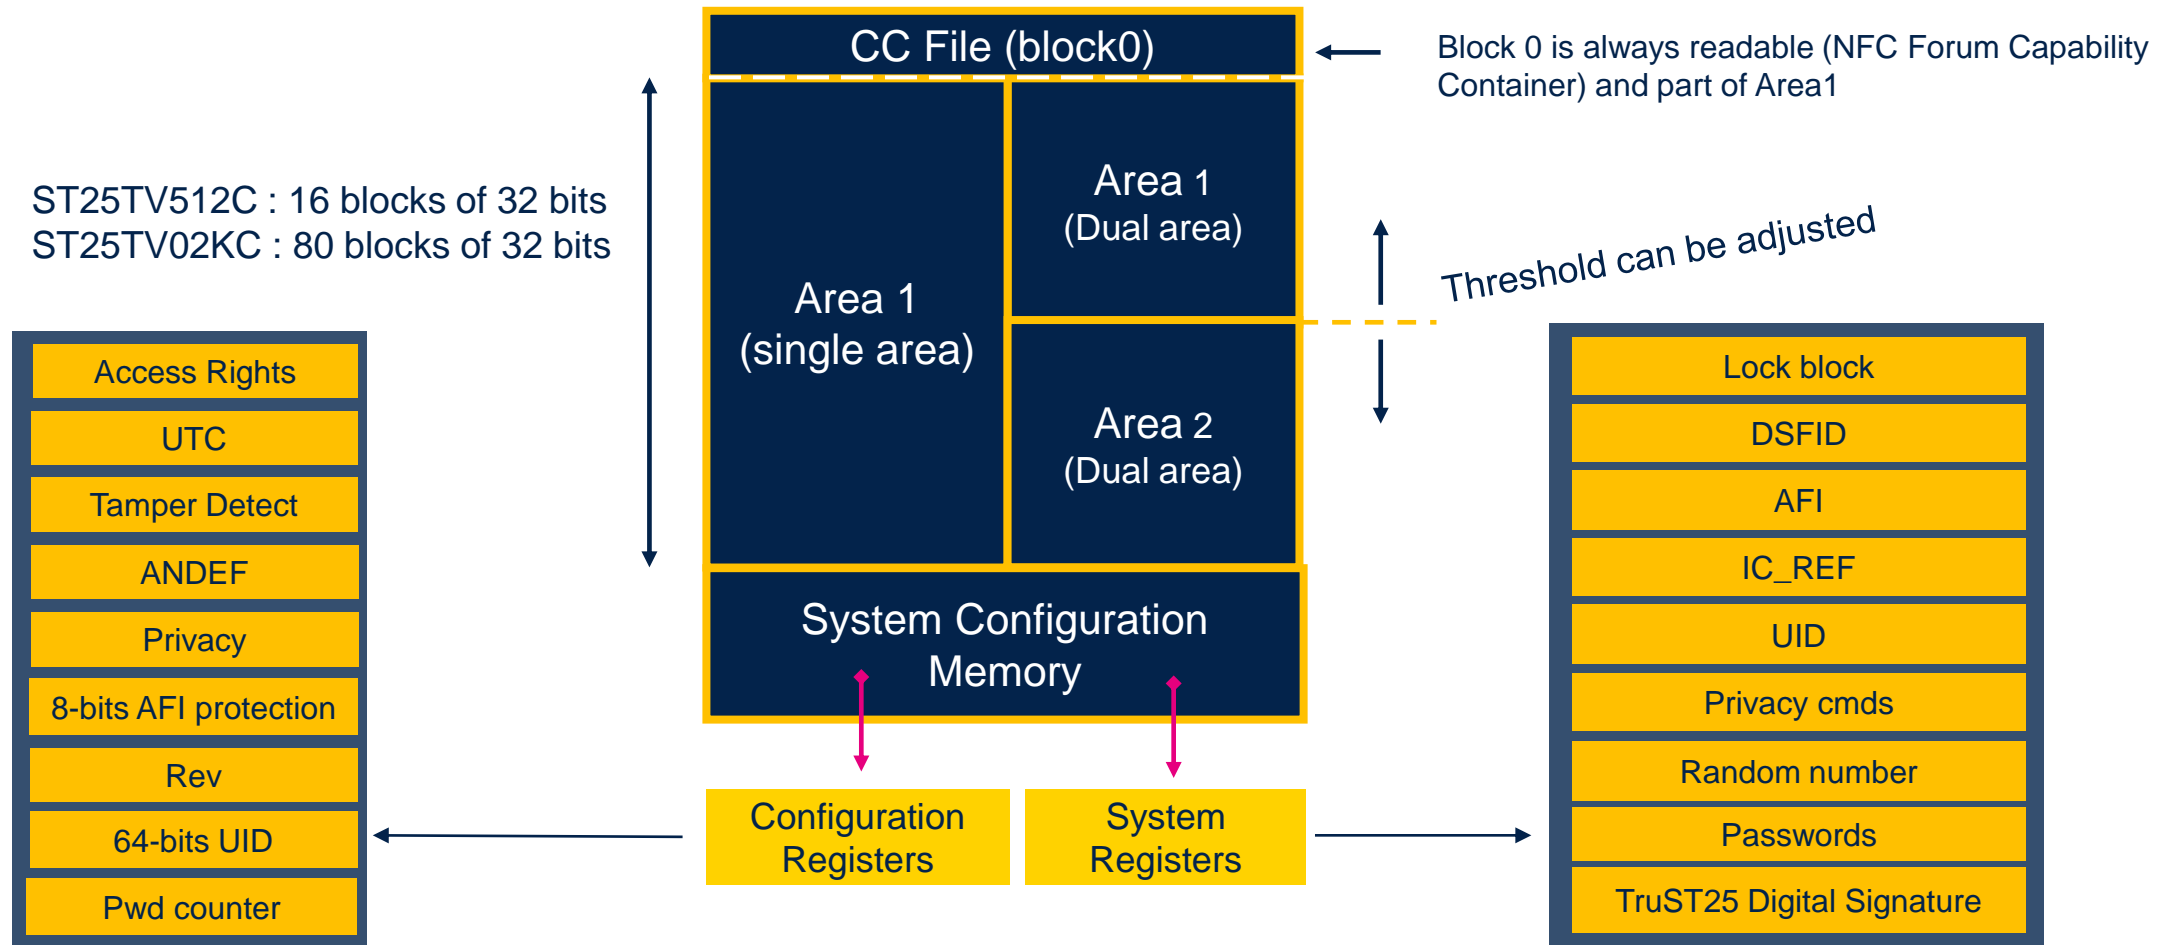 CC File (block0)
Block 0 is always readable (NFC Forum Capability
Container) and part of Area1
ST25TV512C : 16 blocks of 32 bits
ST25TV02KC : 80 blocks of 32 bits
Area 1
(single area)
Area 1
(Dual area)
Area 2
(Dual area)
Threshold can be adjusted
System Configuration
Memory
Configuration
Registers
System
Registers
Access Rights
UTC
Tamper Detect
ANDEF
Privacy
8-bits AFI protection
Rev
64-bits UID
Pwd counter
Lock block
DSFID
AFI
IC_REF
UID
Privacy cmds
Random number
Passwords
TruST25 Digital Signature